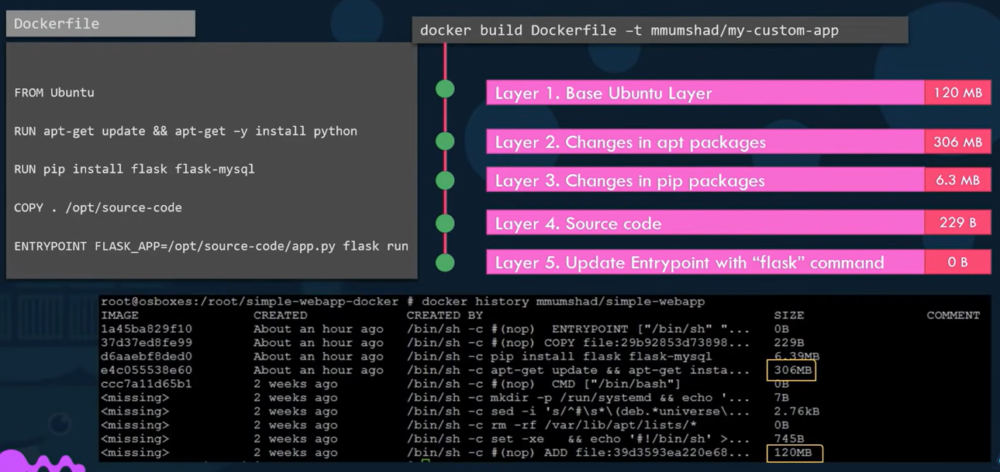 Dockerfile
docker build Dockerfile –t mmumshad/my-custom-app
FROM Ubuntu
RUN apt-get update && apt-get –y install python
RUN pip install flask flask-mysql
COPY . /opt/source-code
ENTRYPOINT FLASK_APP=/opt/source-code/app.py flask run
Layer 1. Base Ubuntu Layer 120 MB
Layer 2. Changes in apt packages 306 MB
Layer 3. Changes in pip packages 6.3 MB
Layer 4. Source code 229 B
Layer 5. Update Entrypoint with “flask” command 0 B
root@osboxes:/root/simple-webapp-docker # docker history mmumshad/simple-webapp
IMAGE CREATED CREATED BY SIZE COMMENT
1a45ba829f10 About an hour ago /bin/sh -c #(nop) ENTRYPOINT ["/bin/sh" "... 0B
37d37ed8fe99 About an hour ago /bin/sh -c #(nop) COPY file:29b92853d73898... 229B
d6aaebf8ded0 About an hour ago /bin/sh -c pip install flask flask-mysql 6.39MB
e4c055538e60 About an hour ago /bin/sh -c apt-get update && apt-get insta... 306MB
ccc7a11d65b1 2 weeks ago /bin/sh -c #(nop) CMD ["/bin/bash"] 0B
<missing> 2 weeks ago /bin/sh -c mkdir -p /run/systemd && echo '... 7B
<missing> 2 weeks ago /bin/sh -c sed -i 's/^#\s*\(deb.*universe\... 2.76kB
<missing> 2 weeks ago /bin/sh -c rm -rf /var/lib/apt/lists/* 0B
<missing> 2 weeks ago /bin/sh -c set -xe && echo '#!/bin/sh' >... 745B
<missing> 2 weeks ago /bin/sh -c #(nop) ADD file:39d3593ea220e68... 120MB